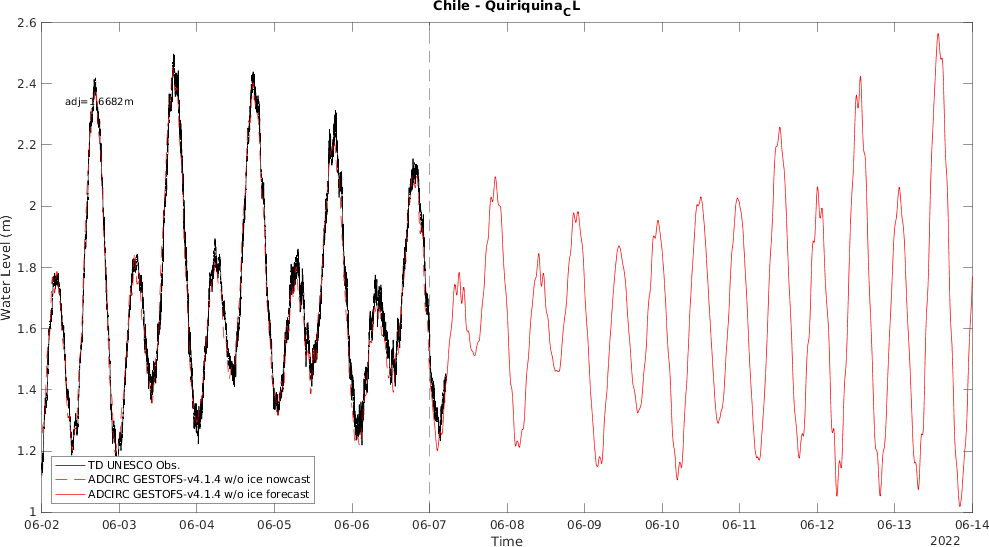 Chile - Quiriquina_CL
2.6
2.4
2.2
2
1.8
1.6
1.4
1.2
1
Water Level (m)
adj=1.6682m
TD UNESCO Obs.
ADCIRC GESTOFS-v4.1.4 w/o ice nowcast
ADCIRC GESTOFS-v4.1.4 w/o ice forecast
06-02 06-03 06-04 06-05 06-06 06-07 06-08 06-09 06-10 06-11 06-12 06-13 06-14
Time
2022